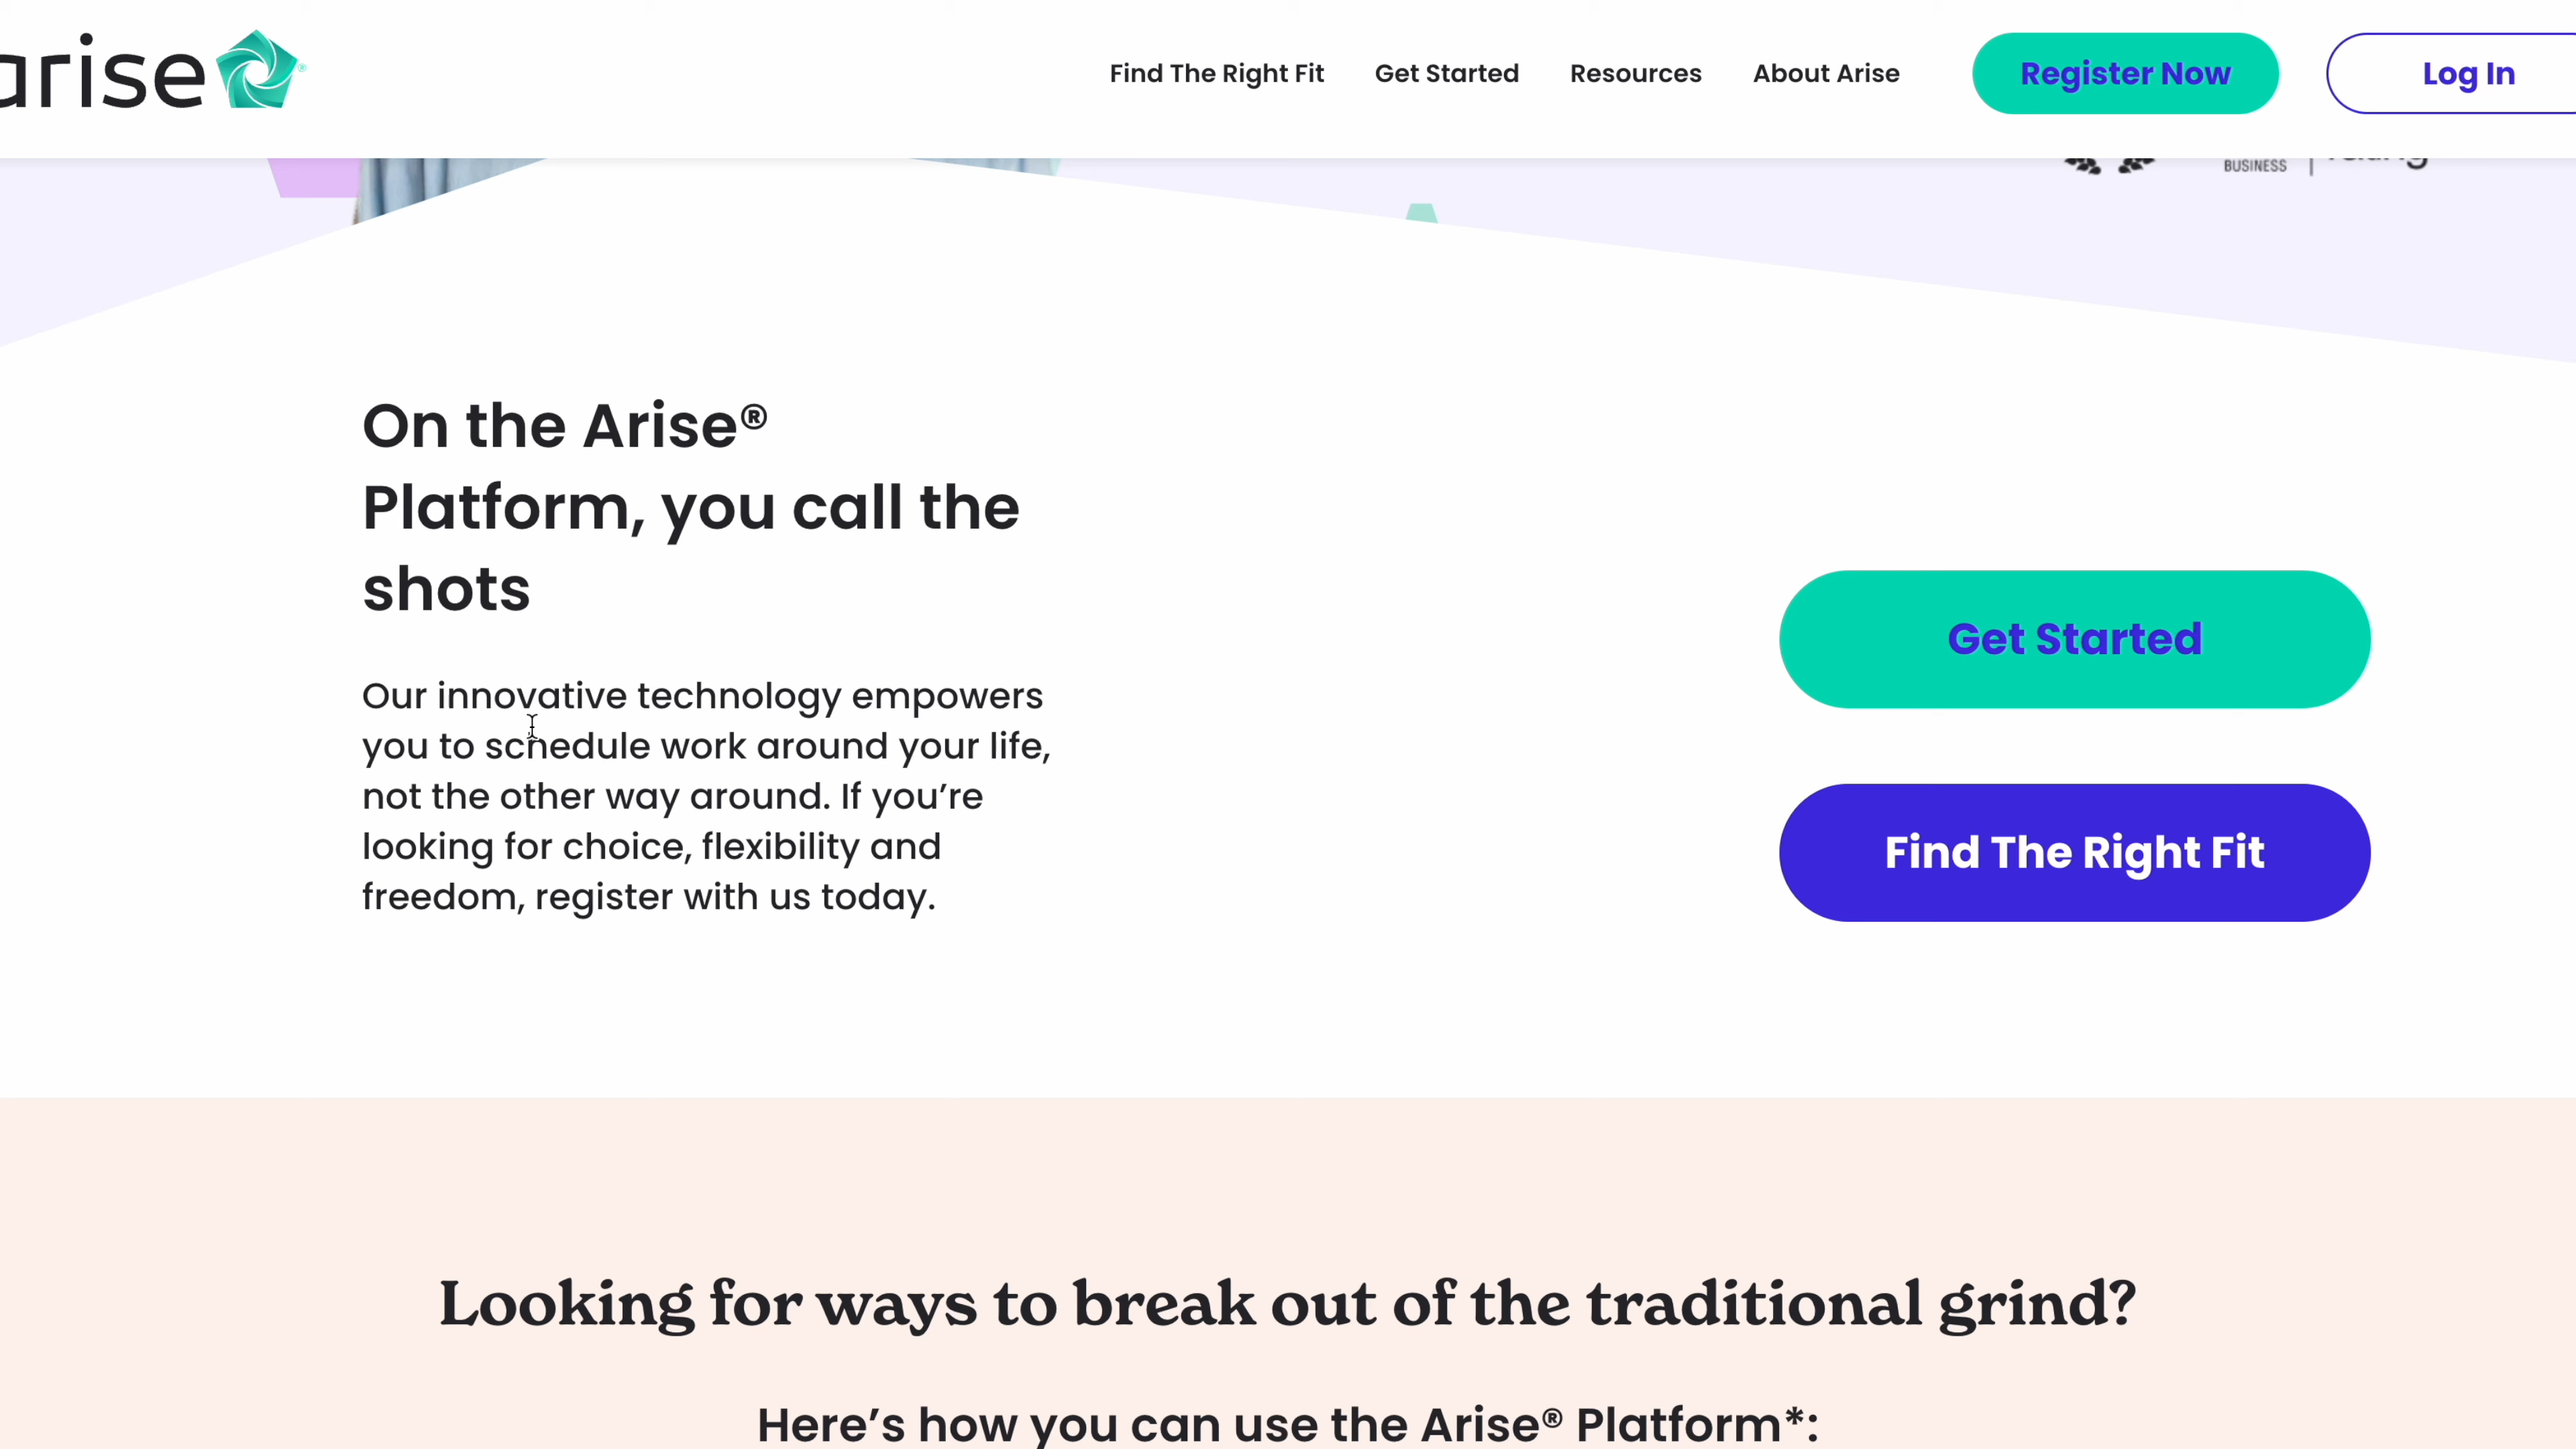 arise
Find The Right Fit
Get Started
Resources
About Arise
Register Now
Log In
BUSINESS
On the Arise®
Platform, you call the
shots
Our innovative technology empowers
you to schedule work around your life,
not the other way around. If you’re
looking for choice, flexibility and
freedom, register with us today.
Get Started
Find The Right Fit
Looking for ways to break out of the traditional grind?
Here’s how you can use the Arise® Platform*: